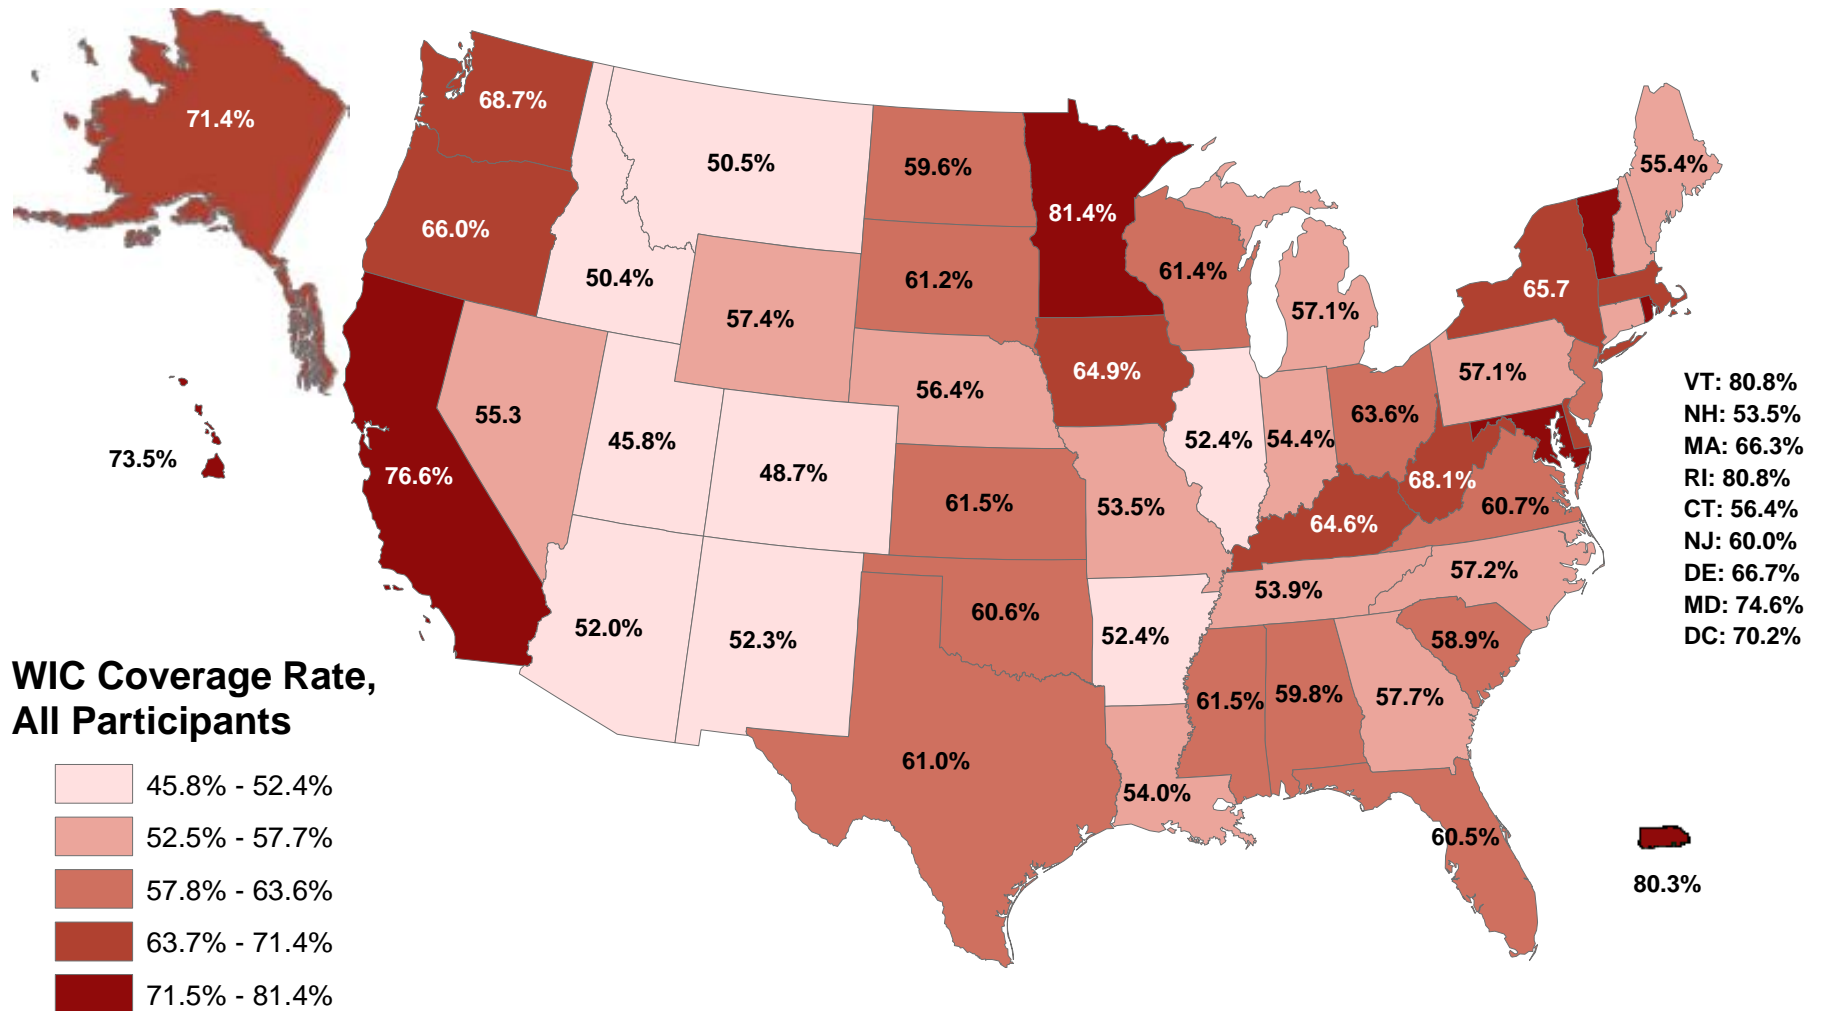 71.4%
68.7%
50.5%
59.6%
55.4%
81.4%
66.0%
61.4%
50.4%
61.2%
65.7
57.4%
57.1%
64.9%
57.1%
56.4%
55.3
63.6%
45.8%
52.4%
54.4%
73.5%
76.6%
48.7%
68.1%
61.5%
53.5%
60.7%
64.6%
57.2%
53.9%
60.6%
52.0%
52.3%
52.4%
58.9%
61.5%
59.8%
57.7%
61.0%
54.0%
60.5%
80.3%
VT: 80.8%
NH: 53.5%
MA: 66.3%
RI: 80.8%
CT: 56.4%
NJ: 60.0%
DE: 66.7%
MD: 74.6%
DC: 70.2%
WIC Coverage Rate,
All Participants
45.8% - 52.4%
52.5% - 57.7%
57.8% - 63.6%
63.7% - 71.4%
71.5% - 81.4%